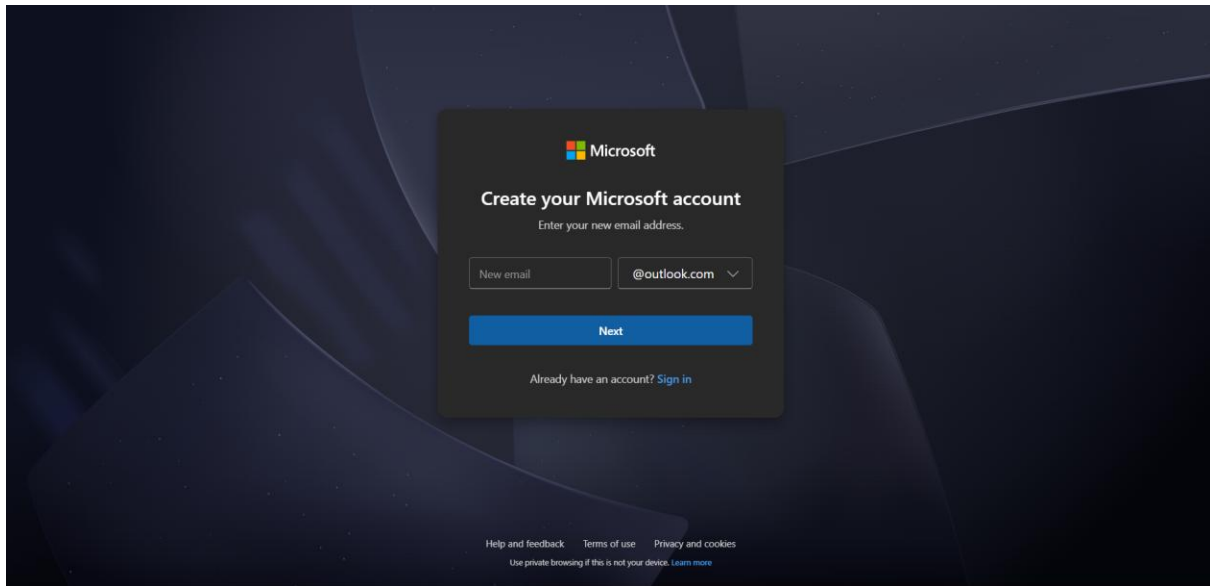 Microsoft
Create your Microsoft account
Enter your new email address.
New email @outlook.com
Next
Already have an account? Sign in
Help and feedback Terms of use Privacy and cookies
Use private browsing if this is not your device. Learn more